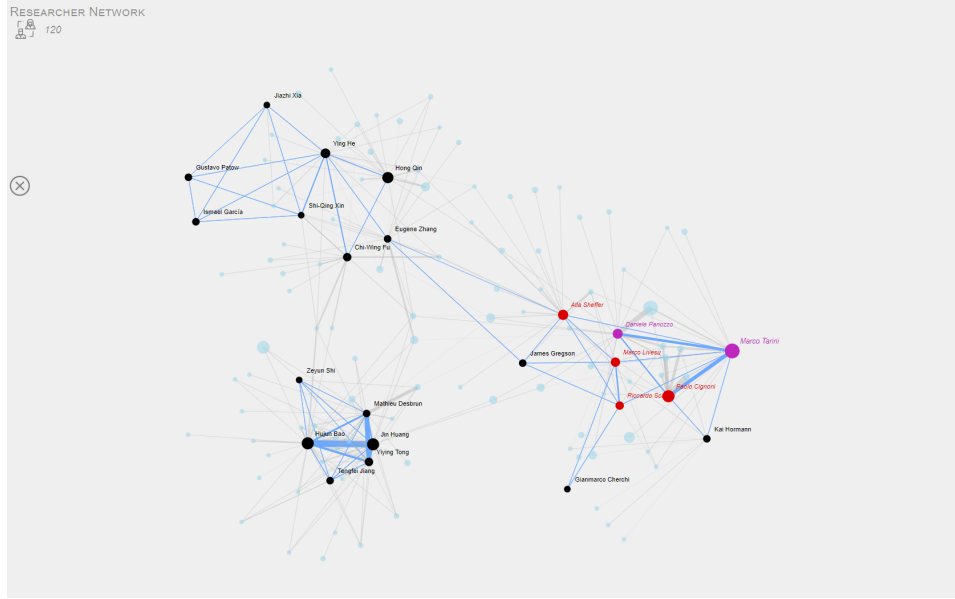 RESEARCHER NETWORK
120
Jiazhi Xia
Ying He
Gustavo Patow
Hong Qin
Ismael García
Shi-Qing Xin
Eugene Zhang
Chi-Wing Fu
Alla Sheffer
Daniele Panozzo
Marco Tarini
James Gregson
Marco Livesu
Zeyun Shi
Paolo Cignoni
Riccardo
Mathieu Desbrun
Kai Hormann
Hujun Bao
Jin Huang
Yiying Tong
Tengfei Jiang
Gianmarco Cherchi